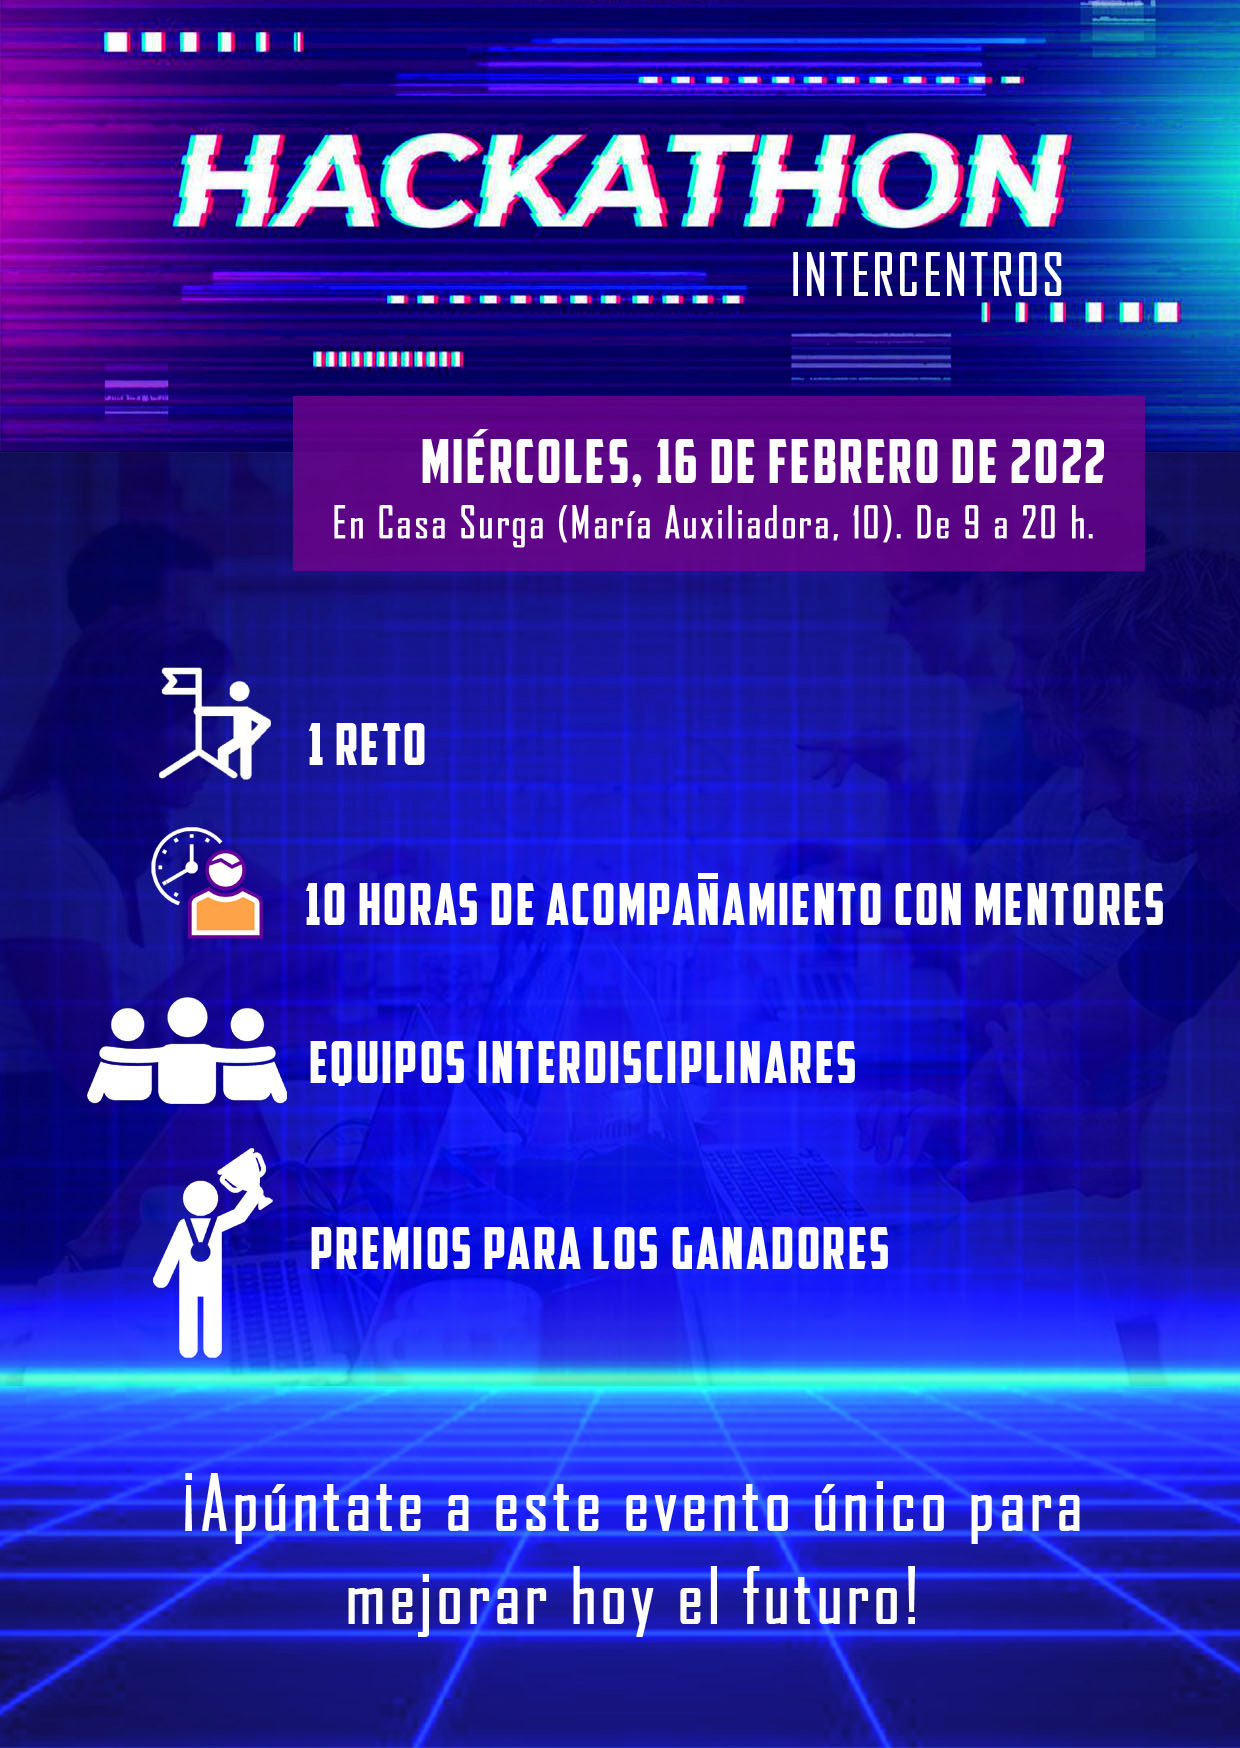 HACKATHON
INTERCENTROS
MIÉRCOLES, 16 DE FEBRERO DE 2022
En Casa Surga (María Auxiliadora, 10). De 9 a 20 h.
1 RETO
10 HORAS DE ACOMPAÑAMIENTO CON MENTORES
EQUIPOS INTERDISCIPLINARES
PREMIOS PARA LOS GANADORES
¡Apúntate a este evento único para
mejorar hoy el futuro!